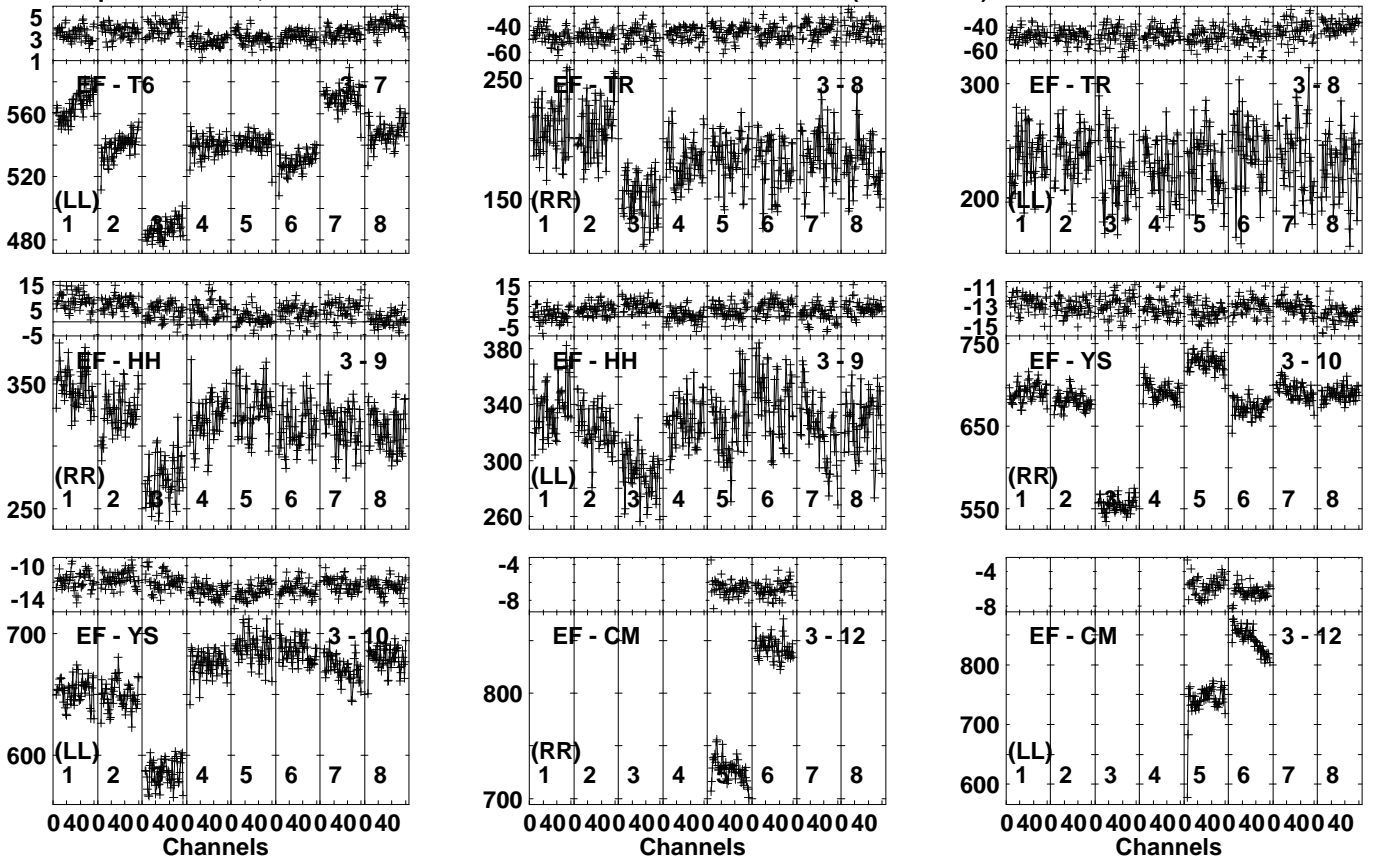 5 3 1 -40 -60 -40 -60
EF - T6 3 - 7 250 EF - TR 3 - 8 300 EF - TR 3 - 8
560
520
(LL) 150 (RR) 200 (LL)
480 1 2 3 4 5 6 7 8 1 2 3 4 5 6 7 8 1 2 3 4 5 6 7 8
15 5 -5 15 5 -5 -11 -13 -15
EF - HH 3 - 9 380 EF - HH 3 - 9 750 EF - YS 3 - 10
350 340 650
(RR) 300 (LL) (RR)
250 1 2 3 4 5 6 7 8 260 1 2 3 4 5 6 7 8 550 1 2 3 4 5 6 7 8
-10 -14 -4 -8 -4 -8
700 EF - YS 3 - 10 EF - CM 3 - 12 EF - CM 3 - 12
800 800
600 (LL) (RR) 700 (LL)
1 2 3 4 5 6 7 8 700 1 2 3 4 5 6 7 8 600 1 2 3 4 5 6 7 8
0 40 0 40 0 40 0 40 0 40 0 40 0 40 0 40 0 40 0 40 0 40 0 40 0 40 0 40 0 40 0 40 0 40 0 40 0 40 0 40 0 40 0 40 0 40 0 40
Channels Channels Channels